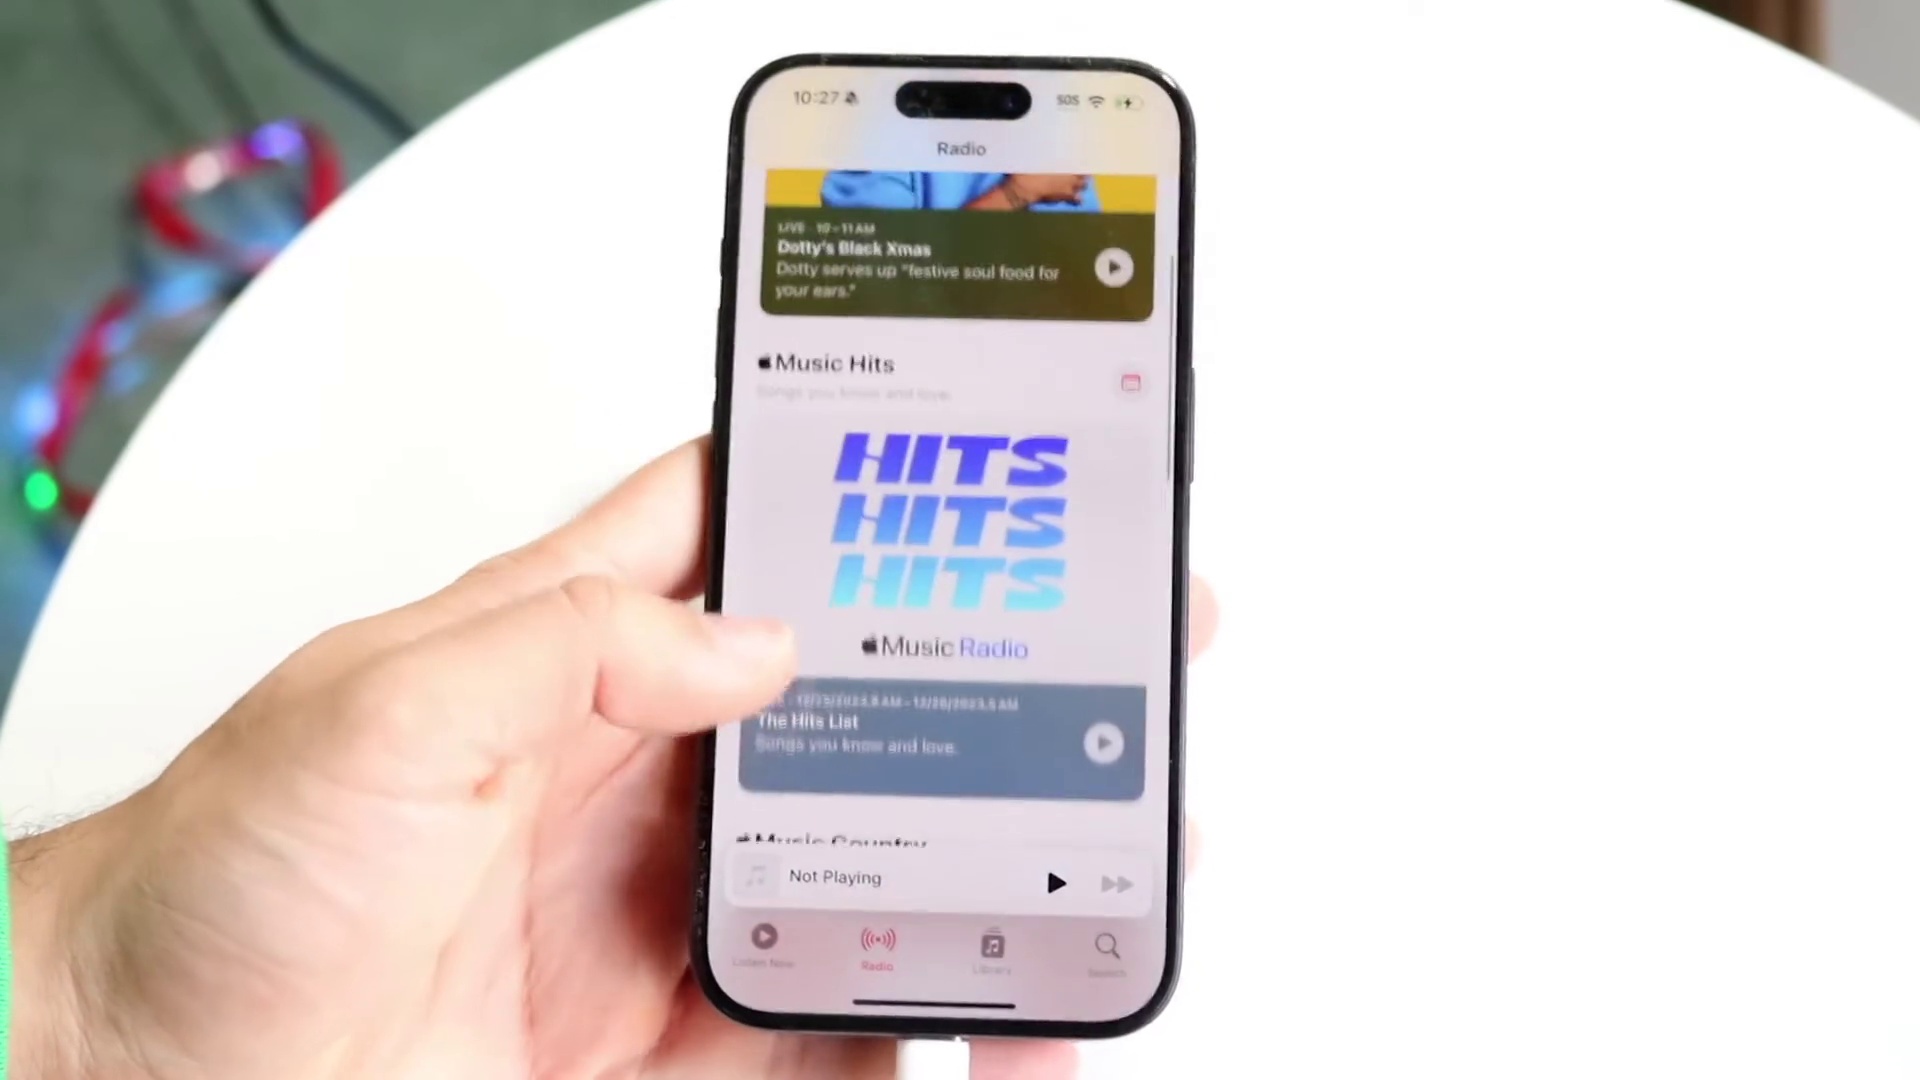 10:27
SOS
Radio
LIVE · 10 – 11 AM
Dotty's Black Xmas
Dotty serves up "festive soul food for
your ears."
Music Hits
Songs you know and love.
HITS
HITS
HITS
Music Radio
The Hits List
Songs you know and love.
Music Country
Not Playing
Listen Now
Radio
Library
Search